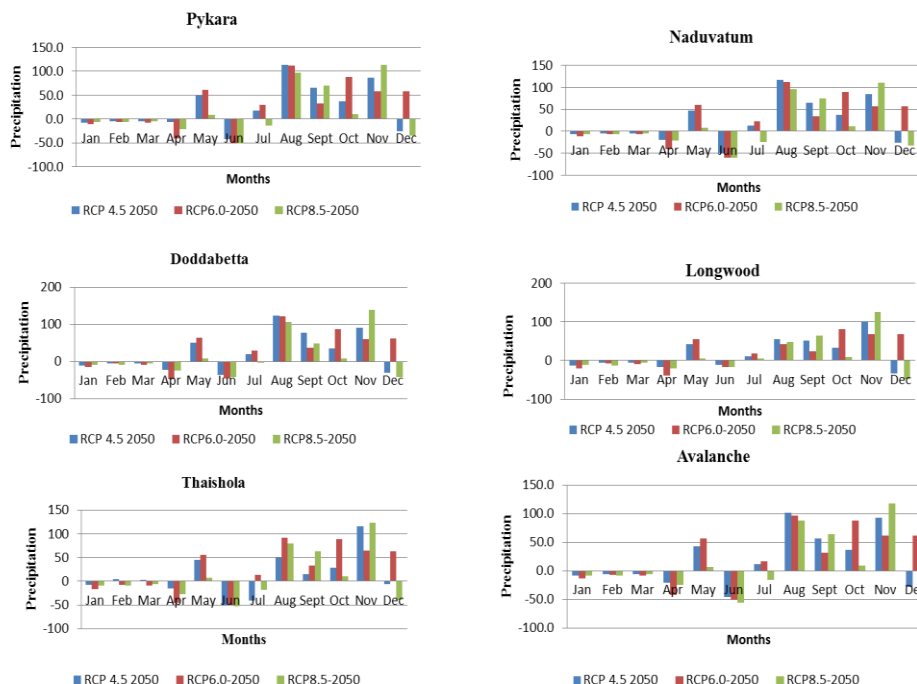 Pykara
150.0
100.0
50.0
0.0
-50.0
-100.0
Precipitation
Jan Feb Mar Apr May Jun Jul Aug Sept Oct Nov Dec
Months
RCP 4.5 2050 RCP6.0-2050 RCP8.5-2050
Naduvatum
150
100
50
0
-50
-100
Precipitation
Jan Feb Mar Apr May Jun Jul Aug Sept Oct Nov Dec
Months
RCP 4.5 2050 RCP6.0-2050 RCP8.5-2050
Doddabetta
200
100
0
-100
Precipitation
Jan Feb Mar Apr May Jun Jul Aug Sept Oct Nov Dec
Months
RCP 4.5 2050 RCP6.0-2050 RCP8.5-2050
Longwood
200
100
0
-100
Precipitation
Jan Feb Mar Apr May Jun Jul Aug Sept Oct Nov Dec
Months
RCP 4.5 2050 RCP6.0-2050 RCP8.5-2050
Thaishola
150
100
50
0
-50
-100
Precipitation
Jan Feb Mar Apr May Jun Jul Aug Sept Oct Nov Dec
Months
RCP 4.5 2050 RCP6.0-2050 RCP8.5-2050
Avalanche
150.0
100.0
50.0
0.0
-50.0
-100.0
Precipitation
Jan Feb Mar Apr May Jun Jul Aug Sept Oct Nov Dec
Months
RCP 4.5 2050 RCP6.0-2050 RCP8.5-2050